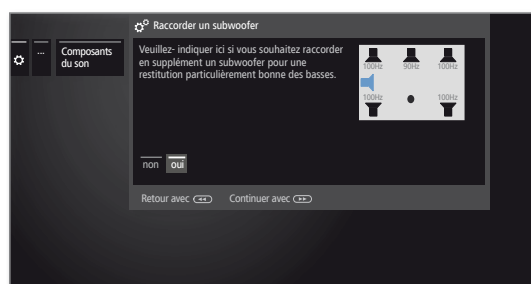 Raccorder un subwoofer
...
Composants
du son
Veuillez- indiquer ici si vous souhaitez raccorder
en supplément un subwoofer pour une
restitution particulièrement bonne des basses.
100Hz 90Hz 100Hz
100Hz 100Hz
non oui
Retour avec Continuer avec